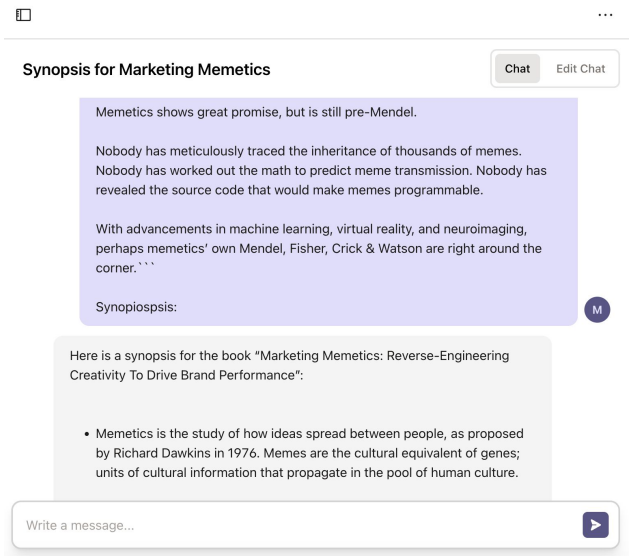 Synopsis for Marketing Memetics
Chat
Edit Chat
Memetics shows great promise, but is still pre-Mendel.
Nobody has meticulously traced the inheritance of thousands of memes.
Nobody has worked out the math to predict meme transmission. Nobody has
revealed the source code that would make memes programmable.
With advancements in machine learning, virtual reality, and neuroimaging,
perhaps memetics’ own Mendel, Fisher, Crick & Watson are right around the
corner.```
Synopiospsis:
M
Here is a synopsis for the book “Marketing Memetics: Reverse-Engineering
Creativity To Drive Brand Performance”:
• Memetics is the study of how ideas spread between people, as proposed
by Richard Dawkins in 1976. Memes are the cultural equivalent of genes;
units of cultural information that propagate in the pool of human culture.
Write a message...